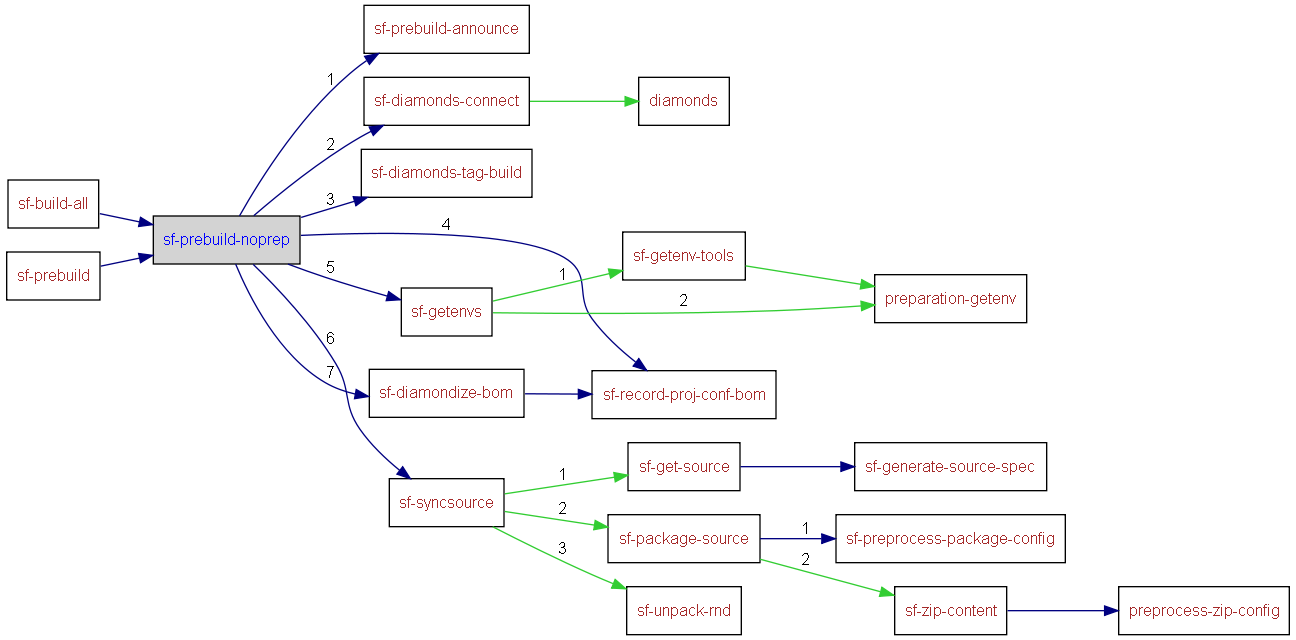 sf-prebuild-announce
1
sf-diamonds-connect
diamonds
2
sf-diamonds-tag-build
3
sf-build-all
sf-prebuild-noprep
4
sf-prebuild
5
sf-getenvs
1
sf-getenv-tools
2
preparation-getenv
6
7
sf-diamondize-bom
sf-record-proj-conf-bom
sf-syncsource
1
sf-get-source
sf-generate-source-spec
2
sf-package-source
1
sf-preprocess-package-config
3
sf-unpack-rnd
2
sf-zip-content
preprocess-zip-config